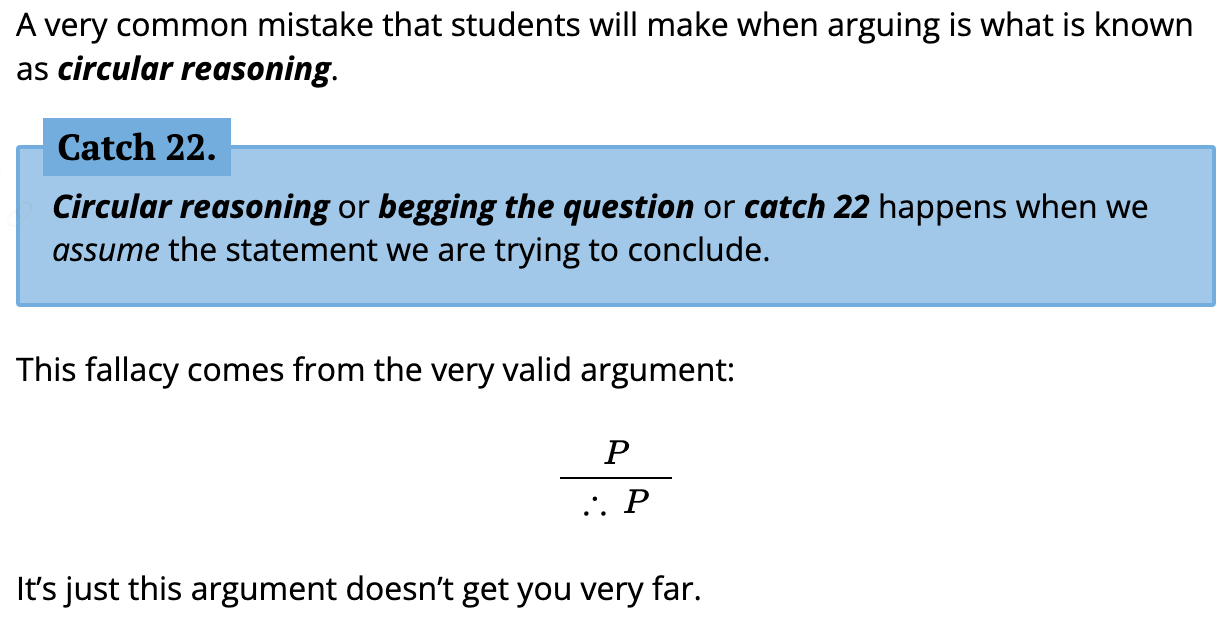 A very common mistake that students will make when arguing is what is known
as circular reasoning.
Catch 22.
Circular reasoning or begging the question or catch 22 happens when we
assume the statement we are trying to conclude.
This fallacy comes from the very valid argument:
P
∴ P
It’s just this argument doesn’t get you very far.